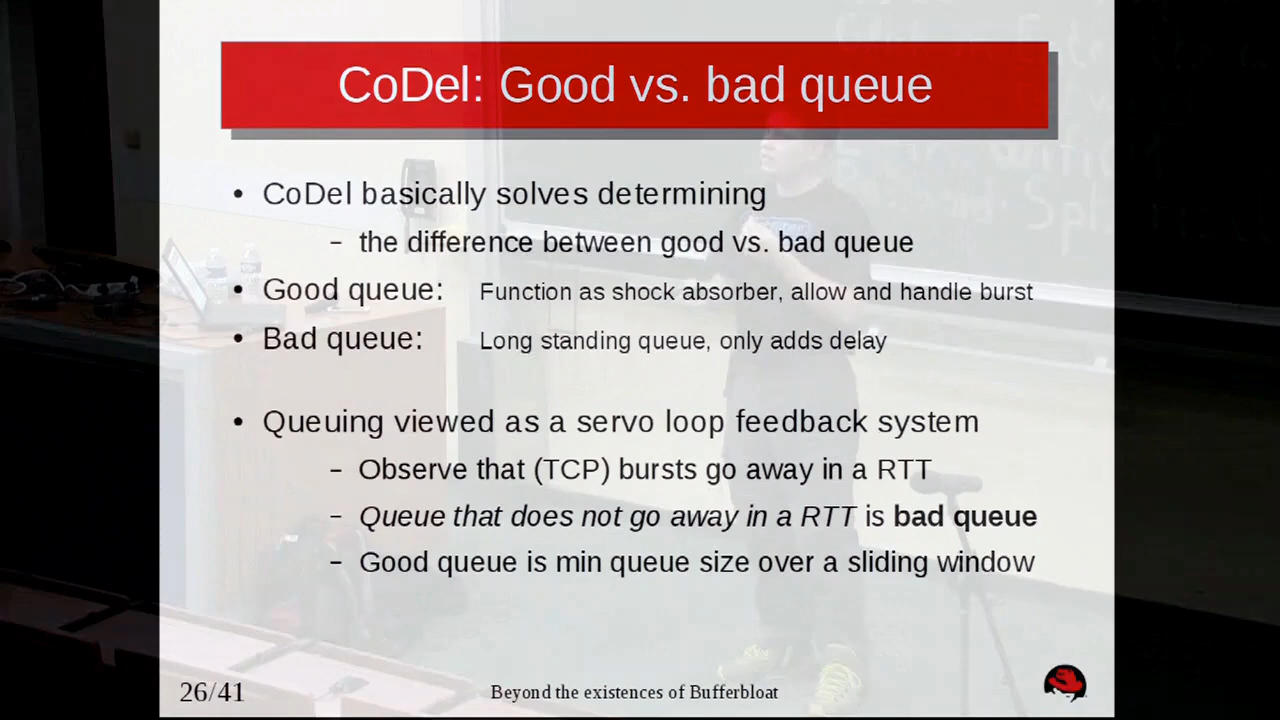 CoDel: Good vs. bad queue
• CoDel basically solves determining
– the difference between good vs. bad queue
• Good queue: Function as shock absorber, allow and handle burst
• Bad queue: Long standing queue, only adds delay
• Queuing viewed as a servo loop feedback system
– Observe that (TCP) bursts go away in a RTT
– Queue that does not go away in a RTT is bad queue
– Good queue is min queue size over a sliding window
26/41
Beyond the existences of Bufferbloat